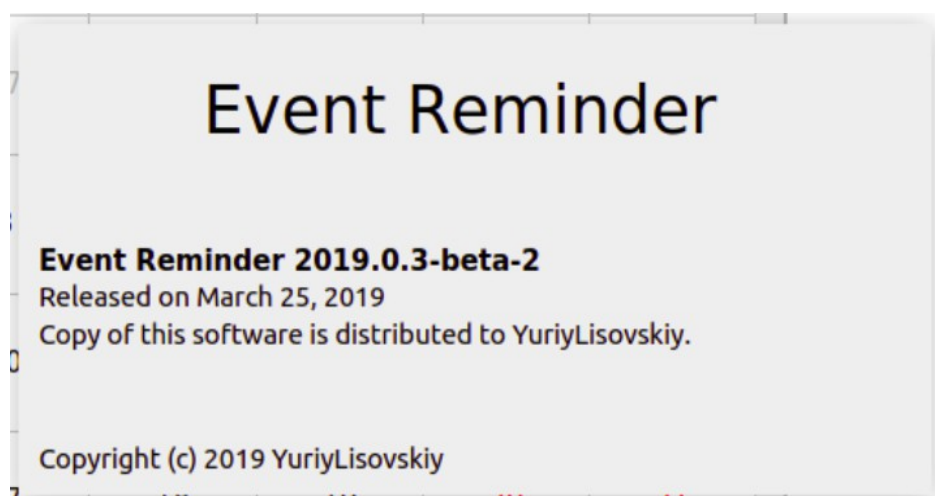 Event Reminder
Event Reminder 2019.0.3-beta-2
Released on March 25, 2019
Copy of this software is distributed to YuriyLisovskiy.
Copyright (c) 2019 YuriyLisovskiy